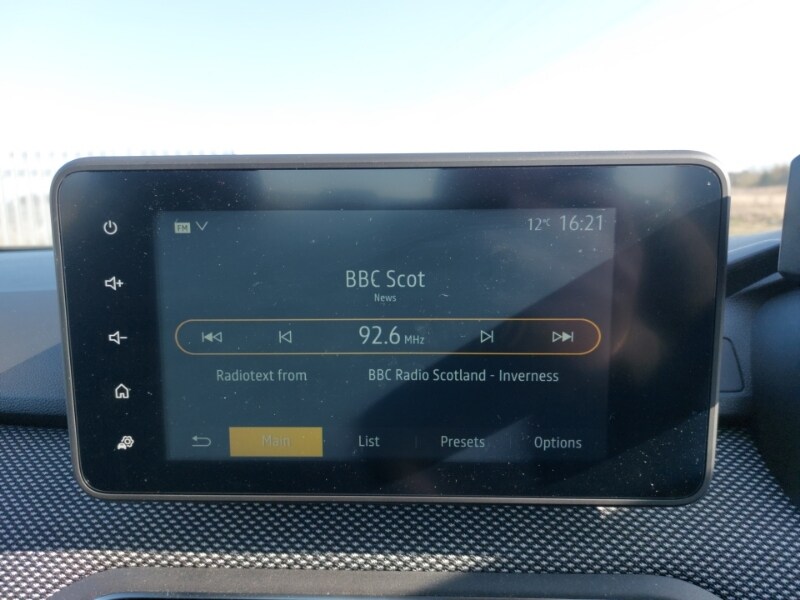 FM 12°C 16:21
BBC Scot
News
92.6 MHz
Radiotext from BBC Radio Scotland - Inverness
Main List Presets Options